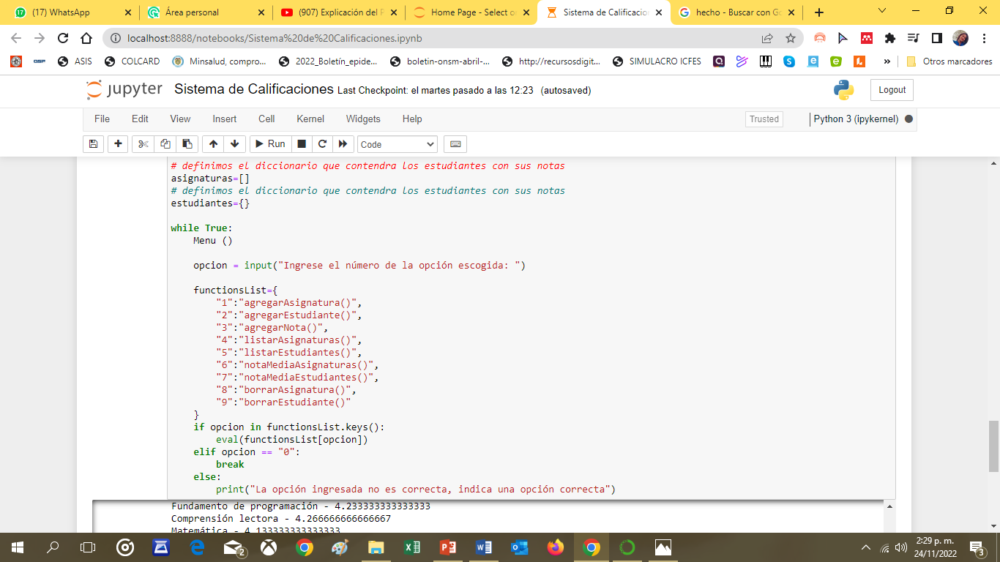 (17) WhatsApp
Área personal
(907) Explicación del P
Home Page - Select o
Sistema de Calificacio
hecho - Buscar con Go
localhost:8888/notebooks/Sistema%20de%20Calificaciones.ipynb
ASIS
COLCARD
Minsalud, compro...
2022_Boletín_epide...
boletin-onsm-abril-...
http://recursosdigit...
SIMULACRO ICFES
»
Otros marcadores
jupyter
Sistema de Calificaciones Last Checkpoint: el martes pasado a las 12:23 (autosaved)
Logout
File Edit View Insert Cell Kernel Widgets Help
Trusted
Python 3 (ipykernel)
Run
Code
# definimos el diccionario que contendra los estudiantes con sus notas
asignaturas=[]
# definimos el diccionario que contendra los estudiantes con sus notas
estudiantes={}
while True:
    Menu ()
    opcion = input("Ingrese el número de la opción escogida: ")
    functionsList={
        "1":"agregarAsignatura()",
        "2":"agregarEstudiante()",
        "3":"agregarNota()",
        "4":"listarAsignaturas()",
        "5":"listarEstudiantes()",
        "6":"notaMediaAsignaturas()",
        "7":"notaMediaEstudiantes()",
        "8":"borrarAsignatura()",
        "9":"borrarEstudiante()"
    }
    if opcion in functionsList.keys():
        eval(functionsList[opcion])
    elif opcion == "0":
        break
    else:
        print("La opción ingresada no es correcta, indica una opción correcta")
Fundamento de programación - 4.233333333333333
Comprensión lectora - 4.266666666666667
Matemática - 4.133333333333333
2:29 p. m.
24/11/2022
2
3